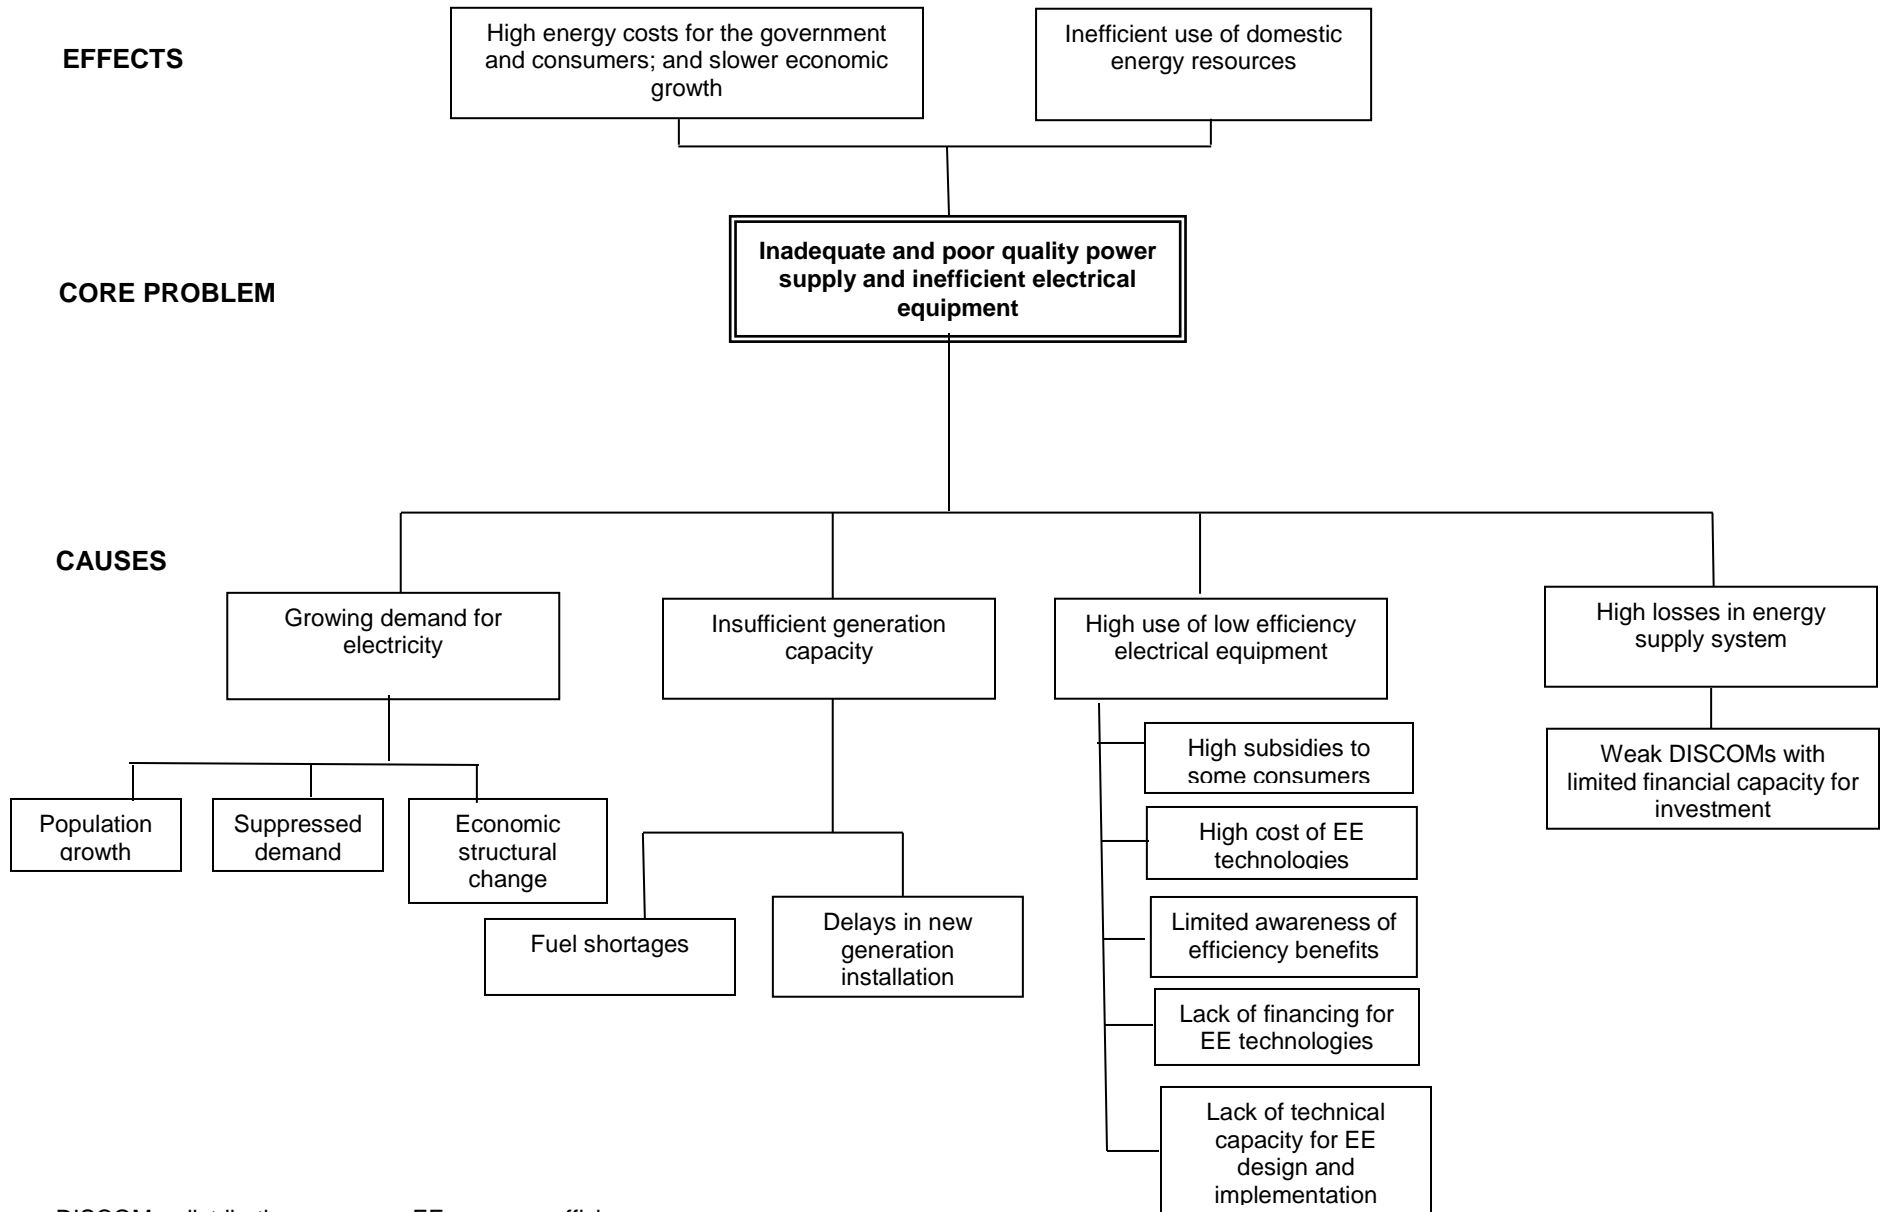 EFFECTS
High energy costs for the government
and consumers; and slower economic
growth
Inefficient use of domestic
energy resources
CORE PROBLEM
Inadequate and poor quality power
supply and inefficient electrical
equipment
CAUSES
Growing demand for
electricity
Insufficient generation
capacity
High use of low efficiency
electrical equipment
High losses in energy
supply system
Population
growth
Suppressed
demand
Economic
structural
change
Fuel shortages
Delays in new
generation
installation
High subsidies to
some consumers
High cost of EE
technologies
Limited awareness of
efficiency benefits
Lack of financing for
EE technologies
Lack of technical
capacity for EE
design and
implementation
Weak DISCOMs with
limited financial capacity for
investment